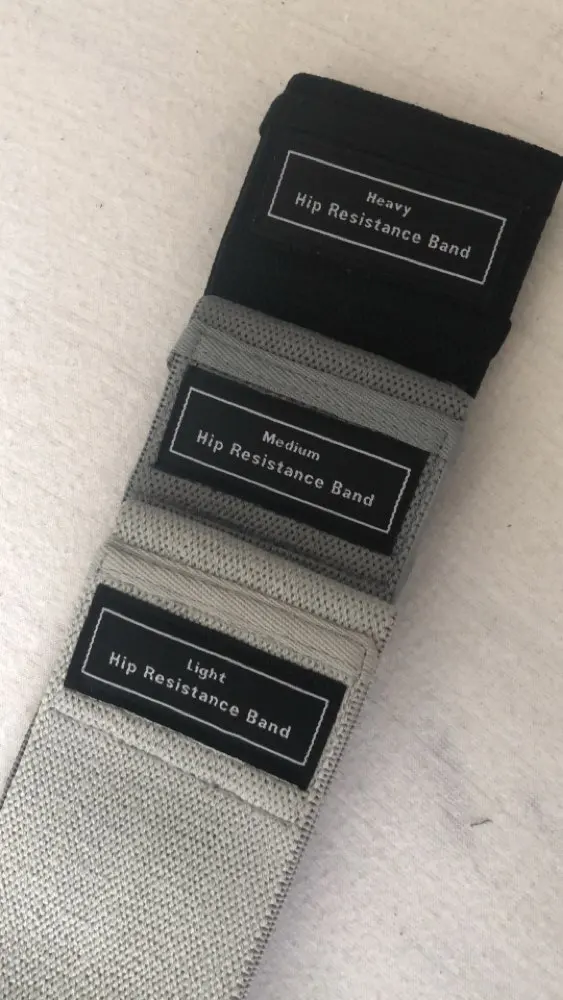 Heavy
Hip Resistance Band
Medium
Hip Resistance Band
Light
Hip Resistance Band